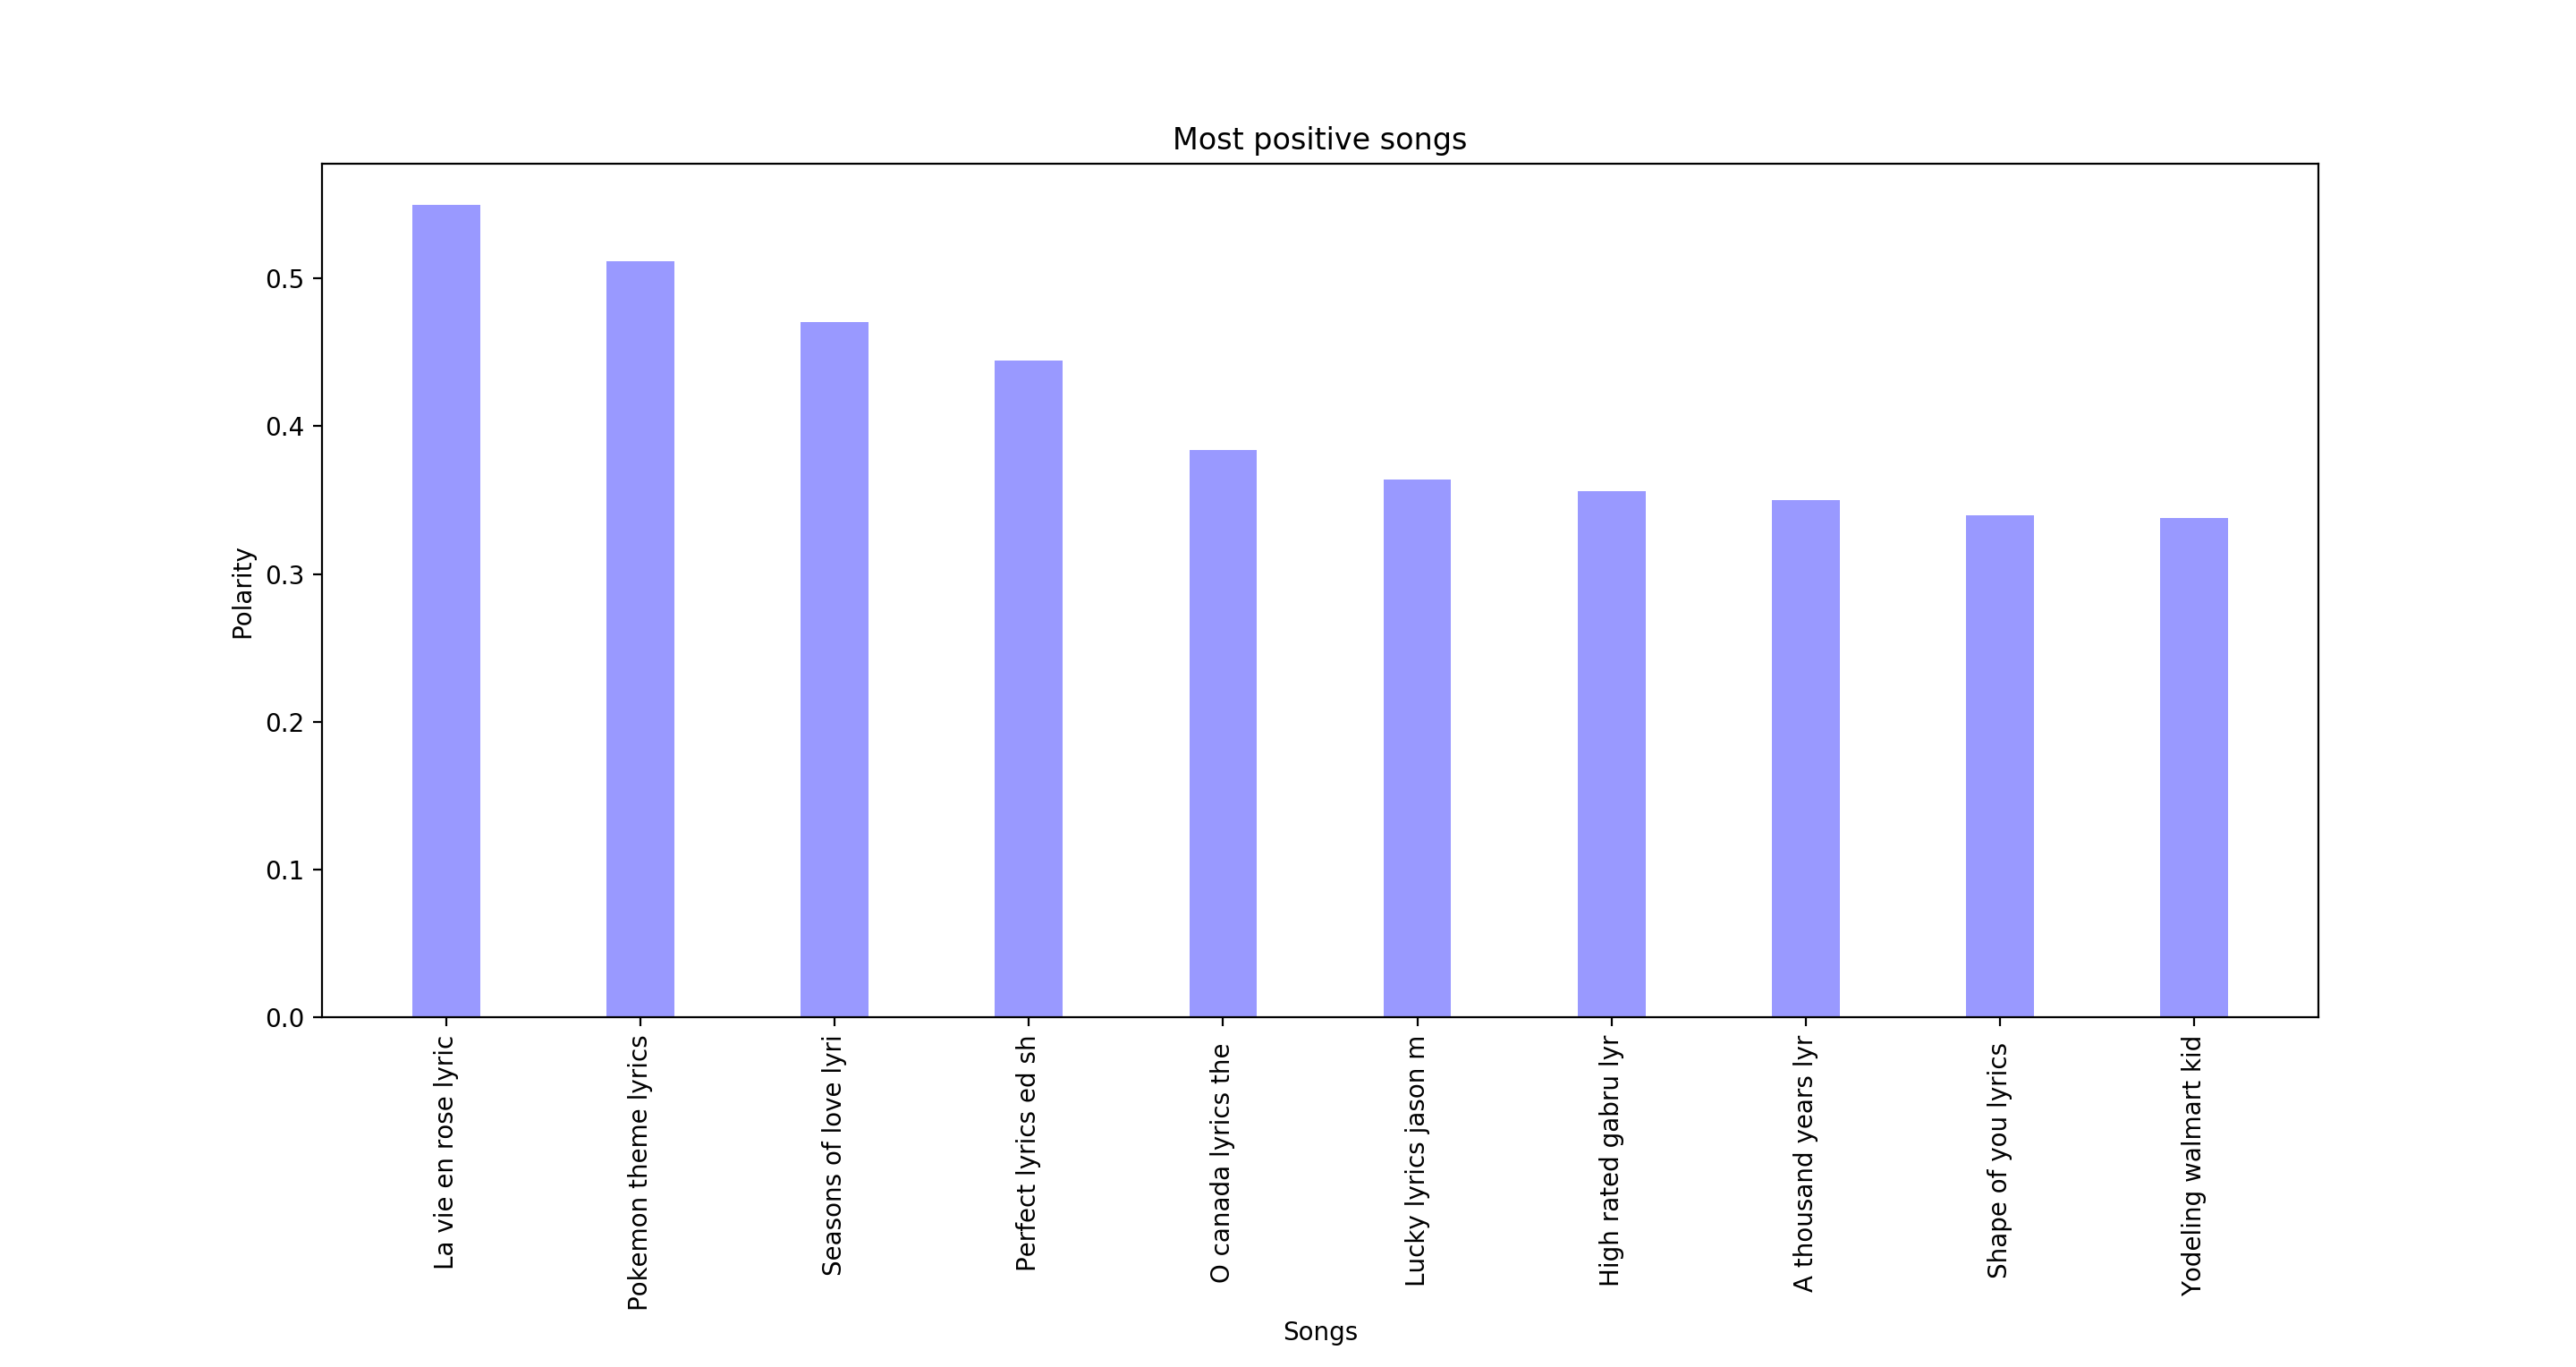 Most positive songs
Polarity
0.5
0.4
0.3
0.2
0.1
0.0
La vie en rose lyric
Pokemon theme lyrics
Seasons of love lyri
Perfect lyrics ed sh
O canada lyrics the
Lucky lyrics jason m
High rated gabru lyr
A thousand years lyr
Shape of you lyrics
Yodeling walmart kid
Songs